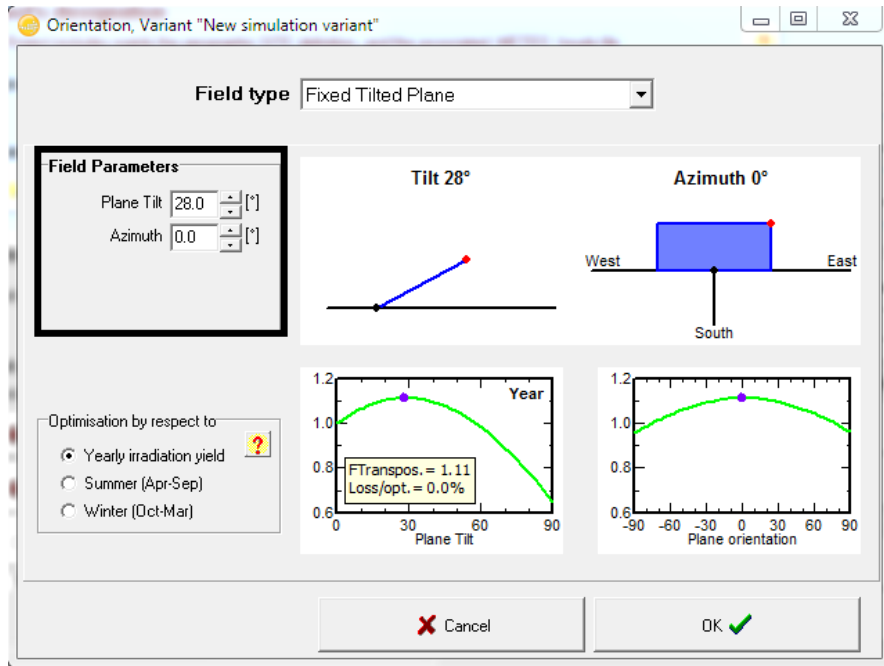 Orientation, Variant "New simulation variant"
Field type Fixed Tilted Plane
Field Parameters
Plane Tilt 28.0 [°]
Azimuth 0.0 [°]
Tilt 28°
Azimuth 0°
West
East
South
Optimisation by respect to
?
Yearly irradiation yield
Summer (Apr-Sep)
Winter (Oct-Mar)
1.2
1.0
0.8
0.6
Year
FTranspos.= 1.11
Loss/opt.= 0.0%
0 30 60 90
Plane Tilt
1.2
1.0
0.8
0.6
-90 -60 -30 0 30 60 90
Plane orientation
Cancel
OK